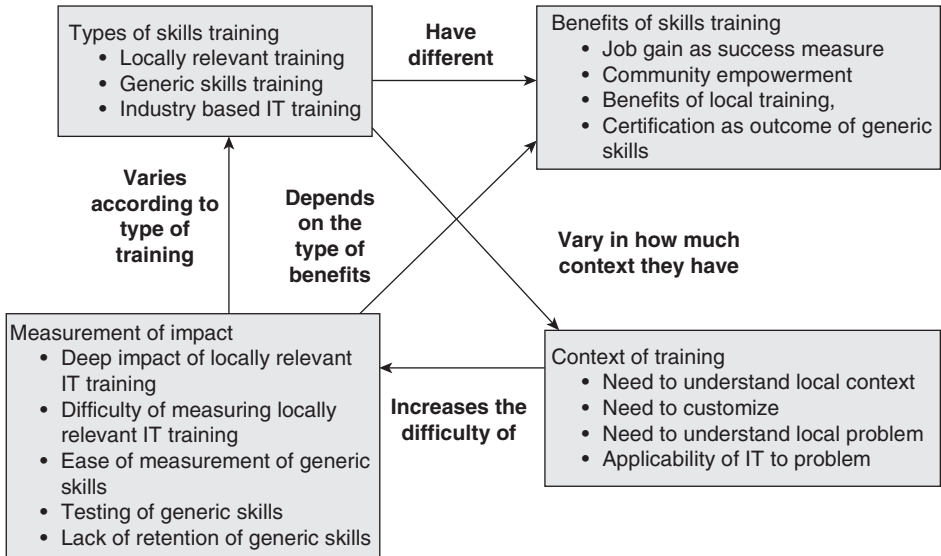 Types of skills training
• Locally relevant training
• Generic skills training
• Industry based IT training
Have
different
Benefits of skills training
• Job gain as success measure
• Community empowerment
• Benefits of local training,
• Certification as outcome of generic
skills
Varies
according to
type of
training
Depends
on the
type of
benefits
Vary in how much
context they have
Measurement of impact
• Deep impact of locally relevant
IT training
• Difficulty of measuring locally
relevant IT training
• Ease of measurement of generic
skills
• Testing of generic skills
• Lack of retention of generic skills
Increases the
difficulty of
Context of training
• Need to understand local context
• Need to customize
• Need to understand local problem
• Applicability of IT to problem